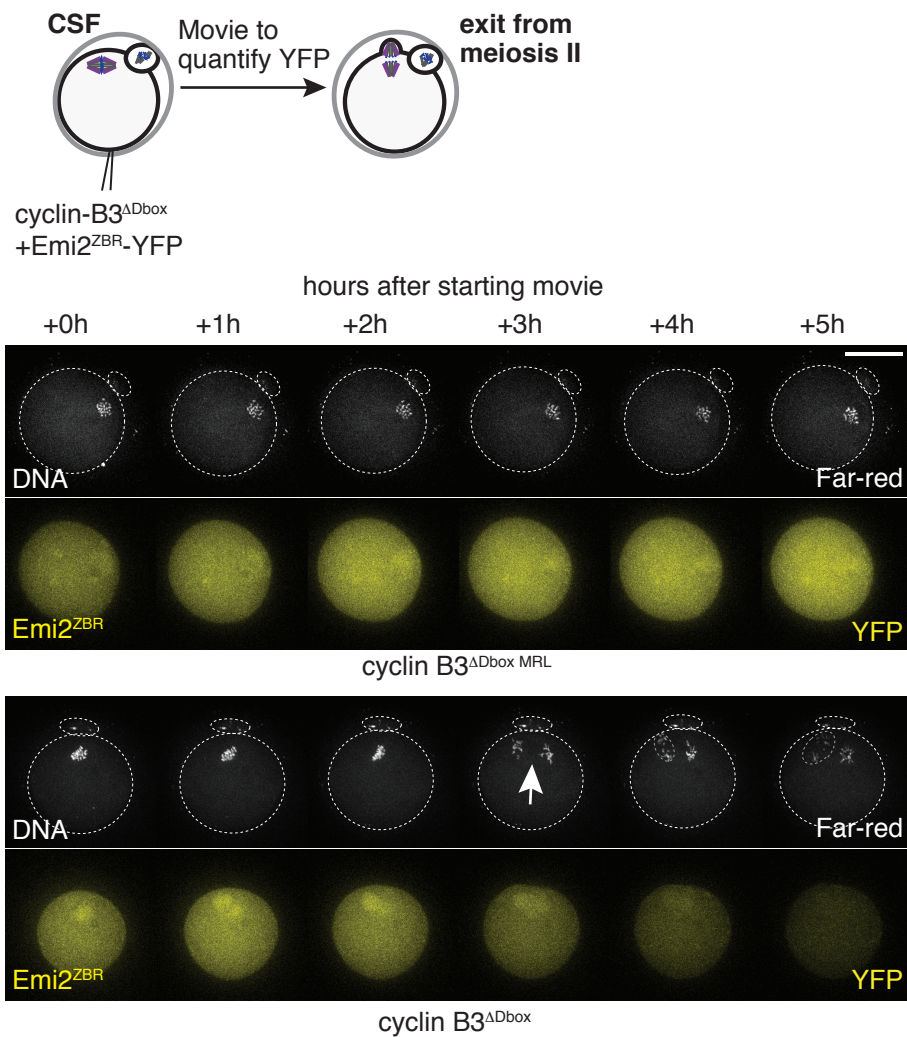 CSF
Movie to
quantify YFP
exit from
meiosis II
cyclin-B3ΔDbox
+Emi2ZBR-YFP
hours after starting movie
+0h +1h +2h +3h +4h +5h
DNA Far-red
Emi2ZBR YFP
cyclin B3ΔDbox MRL
DNA Far-red
Emi2ZBR YFP
cyclin B3ΔDbox